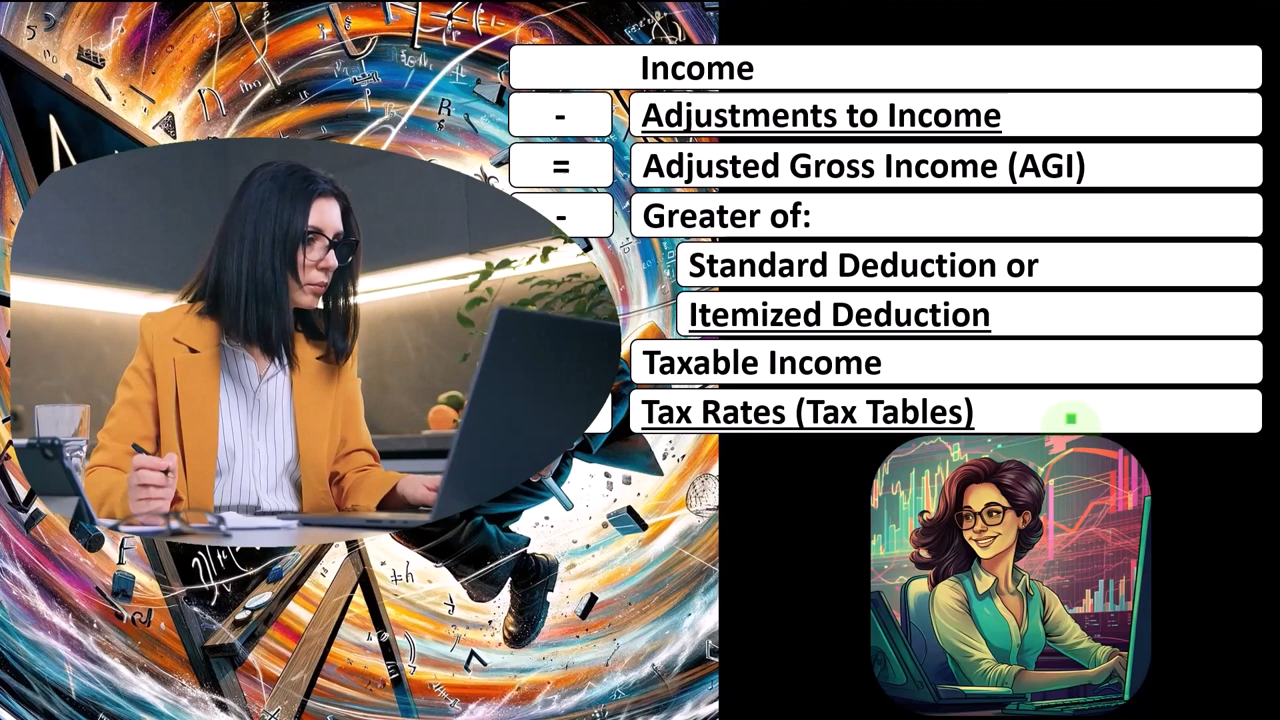 Income
- Adjustments to Income
= Adjusted Gross Income (AGI)
- Greater of:
Standard Deduction or
Itemized Deduction
Taxable Income
Tax Rates (Tax Tables)